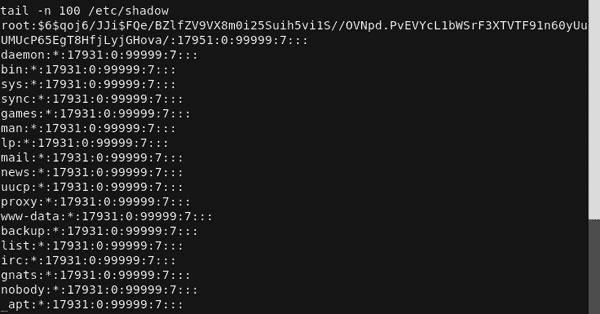 tail -n 100 /etc/shadow
root:$6$qoj6/JJi$FQe/BZlfZV9VX8m0i25Suih5vi1S//OVNpd.PvEVYcL1bWSrF3XTVTF91n60yUu
UMUcP65EgT8HfjLyjGHova/:17951:0:99999:7:::
daemon:*:17931:0:99999:7:::
bin:*:17931:0:99999:7:::
sys:*:17931:0:99999:7:::
sync:*:17931:0:99999:7:::
games:*:17931:0:99999:7:::
man:*:17931:0:99999:7:::
lp:*:17931:0:99999:7:::
mail:*:17931:0:99999:7:::
news:*:17931:0:99999:7:::
uucp:*:17931:0:99999:7:::
proxy:*:17931:0:99999:7:::
www-data:*:17931:0:99999:7:::
backup:*:17931:0:99999:7:::
list:*:17931:0:99999:7:::
irc:*:17931:0:99999:7:::
gnats:*:17931:0:99999:7:::
nobody:*:17931:0:99999:7:::
_apt:*:17931:0:99999:7:::